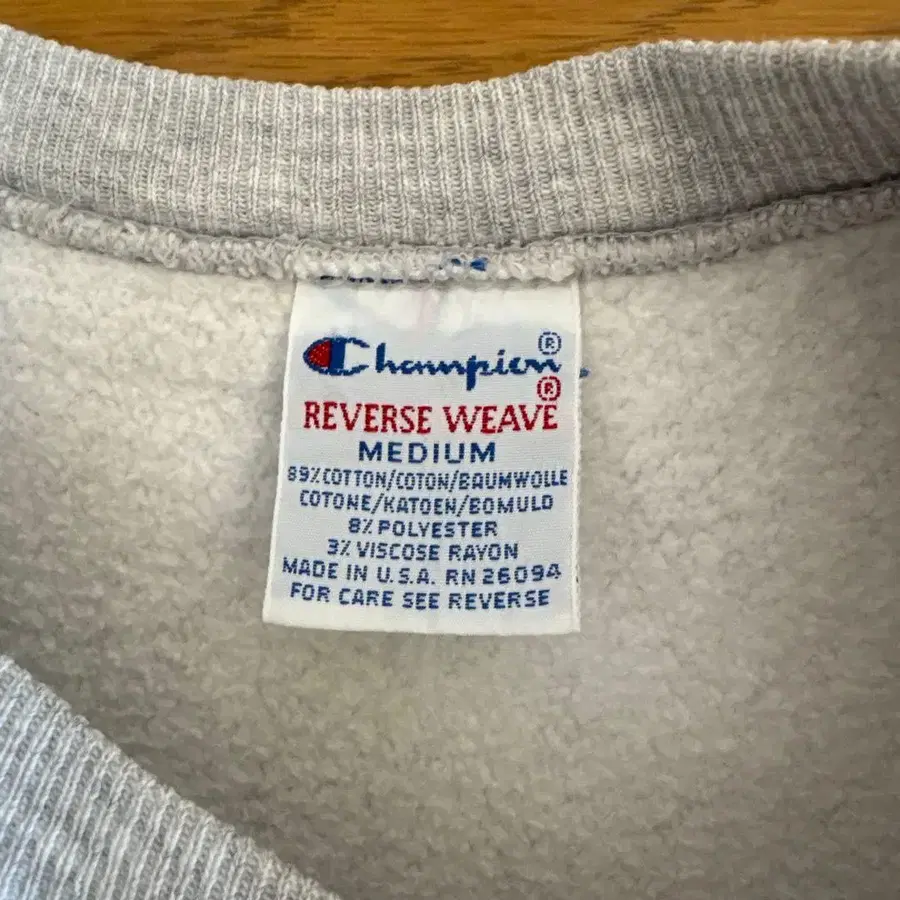 Champion®
REVERSE WEAVE®
MEDIUM
89% COTTON/COTON/BAUMWOLLE
COTONE/KATOEN/BOMULD
8% POLYESTER
3% VISCOSE RAYON
MADE IN U.S.A. RN 26094
FOR CARE SEE REVERSE